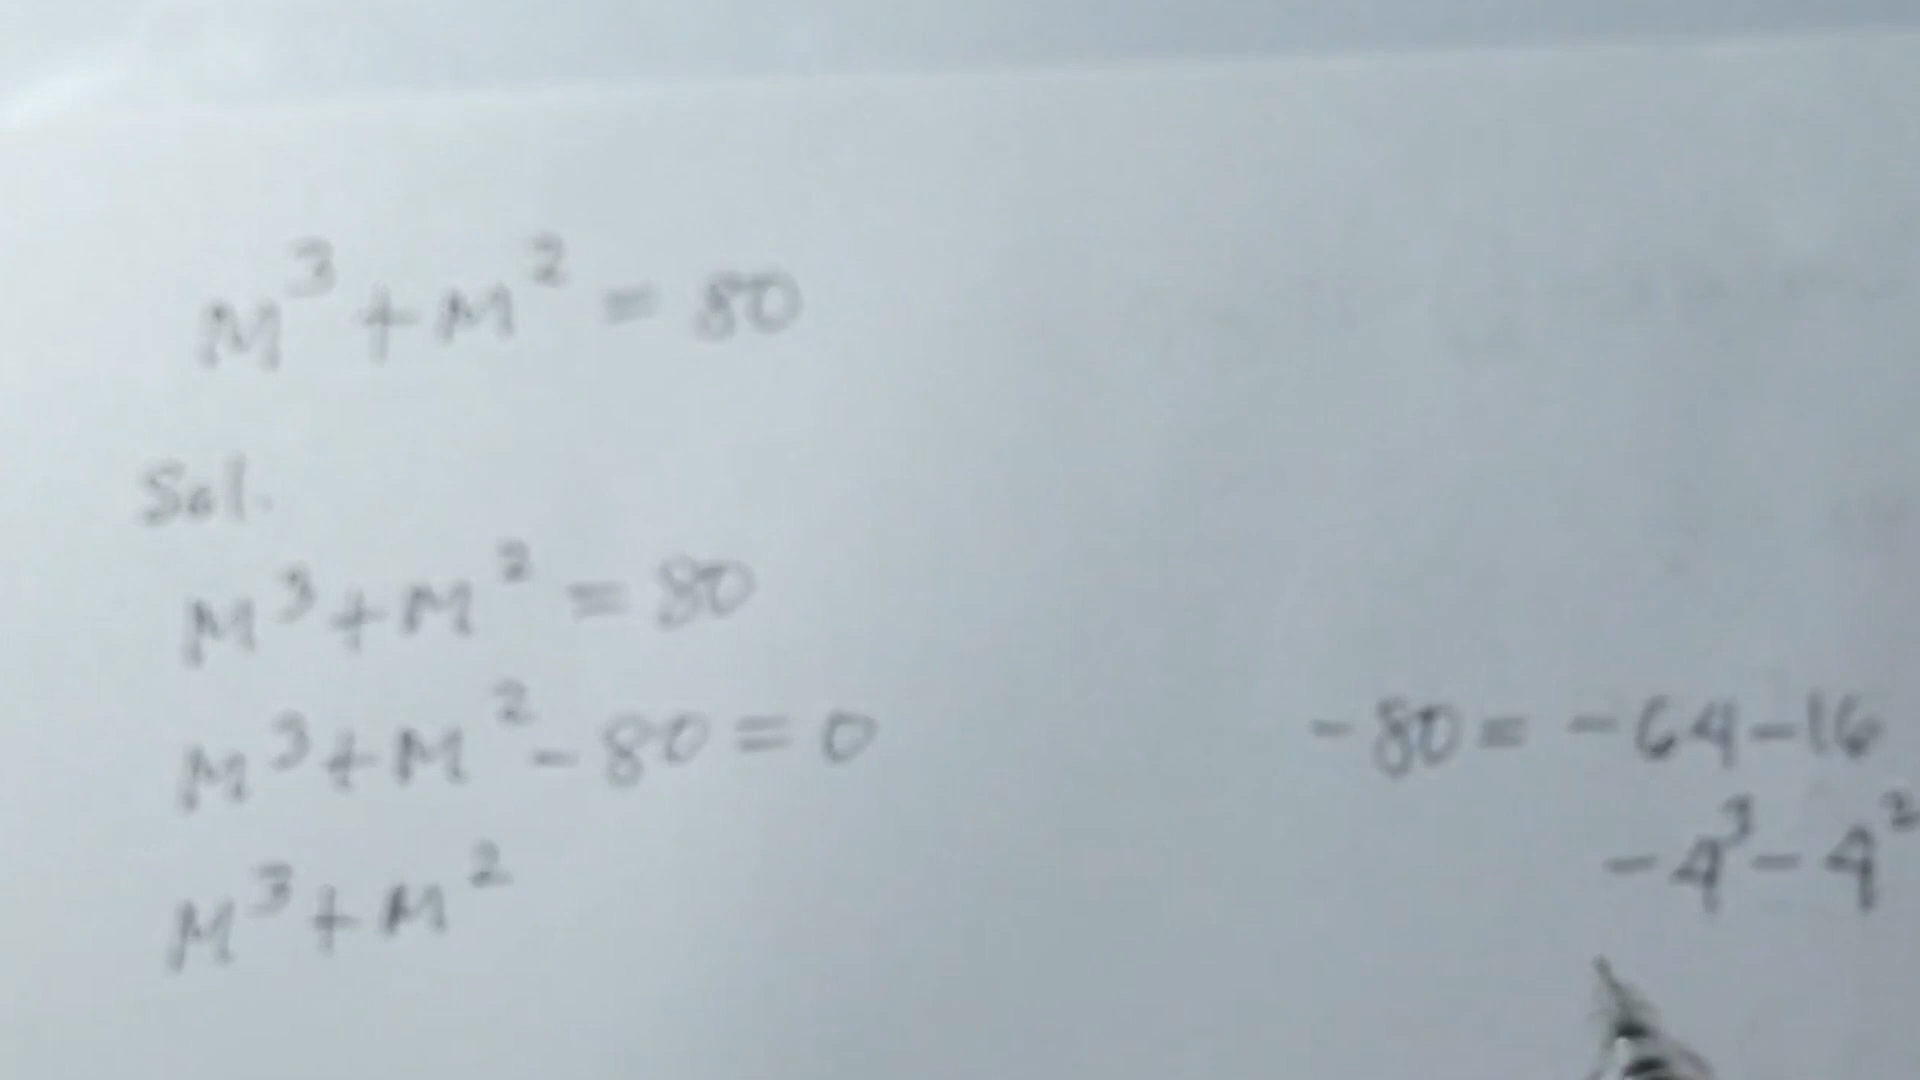 M³ + M² = 80
Sol.
M³ + M² = 80
M³ + M² - 80 = 0
-80 = -64 - 16
M³ + M²
-4³ - 4²